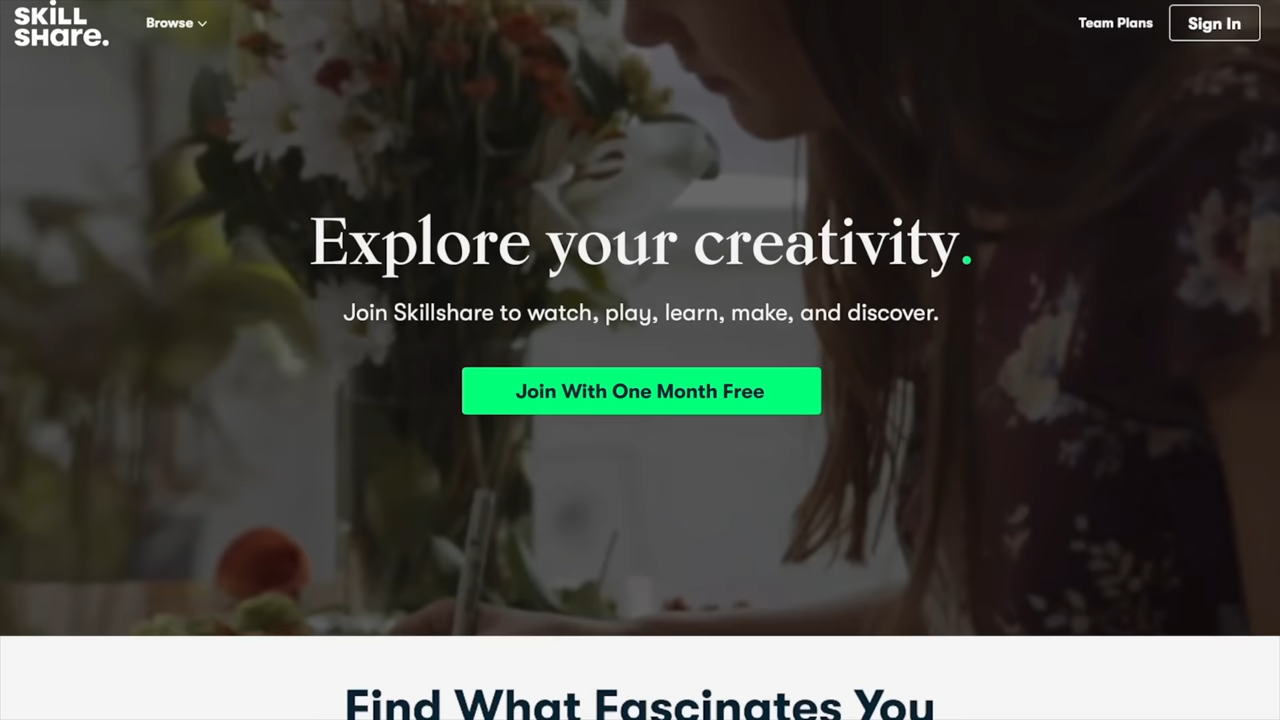 SKiLL
SHare.
Browse
Team Plans
Sign In
Explore your creativity.
Join Skillshare to watch, play, learn, make, and discover.
Join With One Month Free
Find What Fascinates You